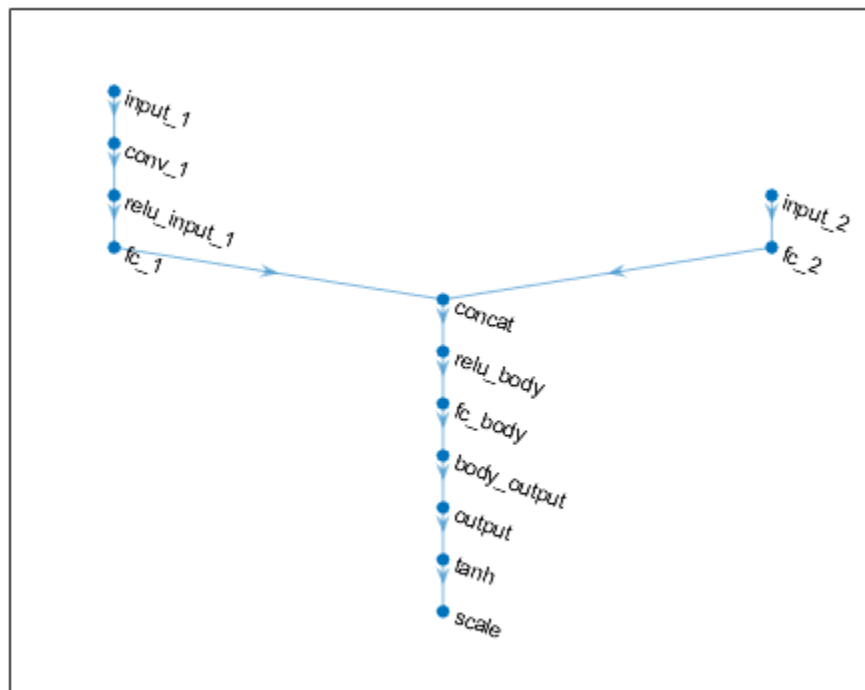 input_1
conv_1
relu_input_1
fc_1
input_2
fc_2
concat
relu_body
fc_body
body_output
output
tanh
scale